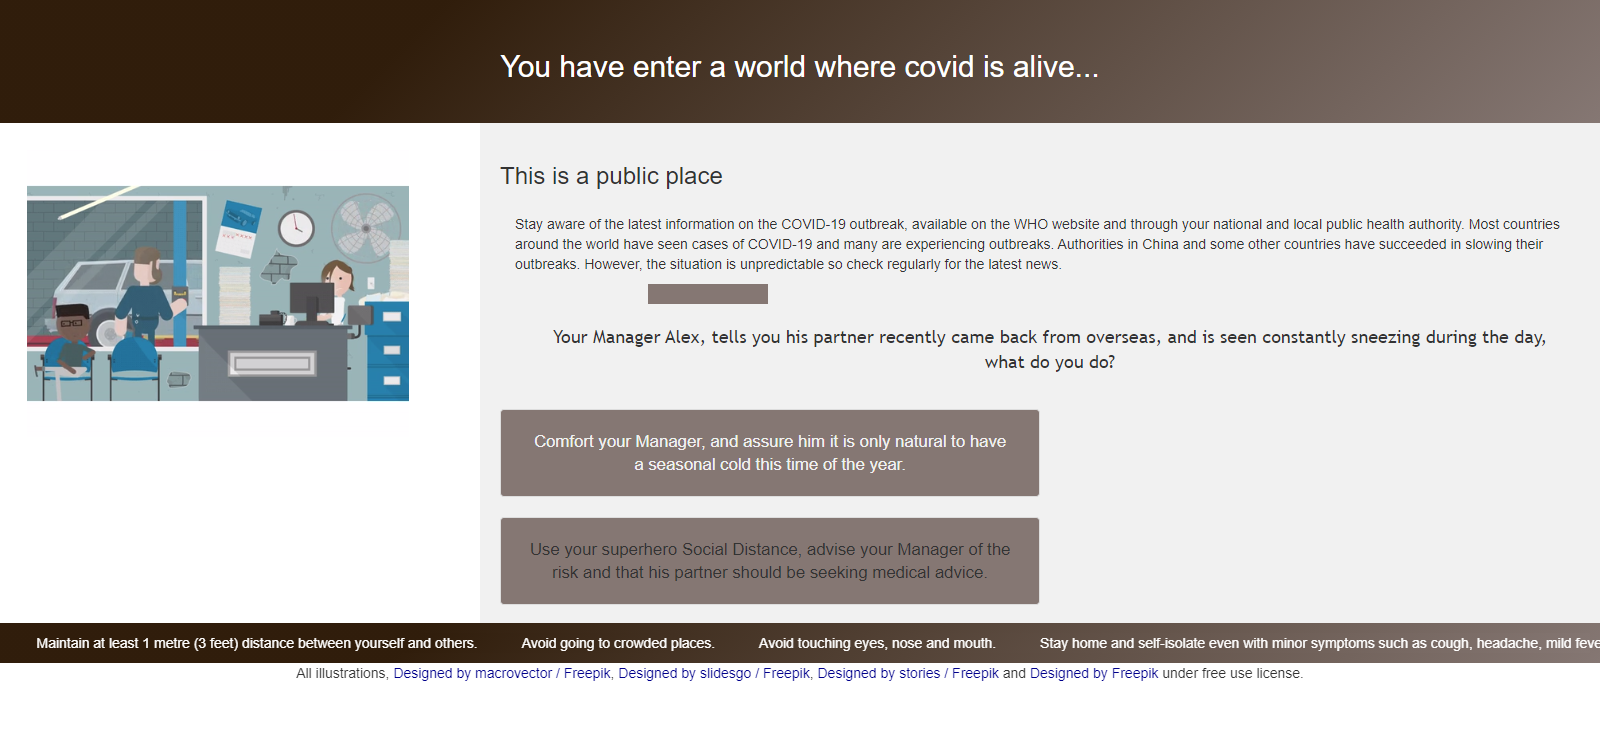 You have enter a world where covid is alive...
This is a public place
Stay aware of the latest information on the COVID-19 outbreak, available on the WHO website and through your national and local public health authority. Most countries
around the world have seen cases of COVID-19 and many are experiencing outbreaks. Authorities in China and some other countries have succeeded in slowing their
outbreaks. However, the situation is unpredictable so check regularly for the latest news.
Your Manager Alex, tells you his partner recently came back from overseas, and is seen constantly sneezing during the day,
what do you do?
Comfort your Manager, and assure him it is only natural to have
a seasonal cold this time of the year.
Use your superhero Social Distance, advise your Manager of the
risk and that his partner should be seeking medical advice.
Maintain at least 1 metre (3 feet) distance between yourself and others. Avoid going to crowded places. Avoid touching eyes, nose and mouth. Stay home and self-isolate even with minor symptoms such as cough, headache, mild feve
All illustrations, Designed by macrovector / Freepik, Designed by slidesgo / Freepik, Designed by stories / Freepik and Designed by Freepik under free use license.